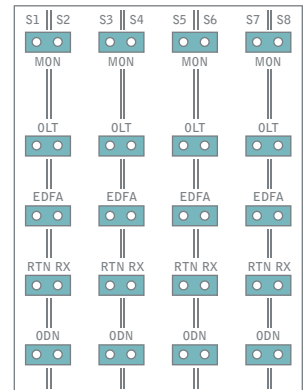 S1 S2 S3 S4 S5 S6 S7 S8
MON MON MON MON
OLT OLT OLT OLT
EDFA EDFA EDFA EDFA
RTN RX RTN RX RTN RX RTN RX
ODN ODN ODN ODN